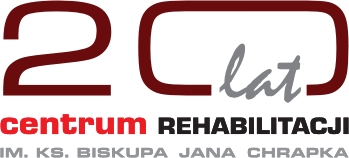 20 lat
centrum REHABILITACJI
IM. KS. BISKUPA JANA CHRAPKA